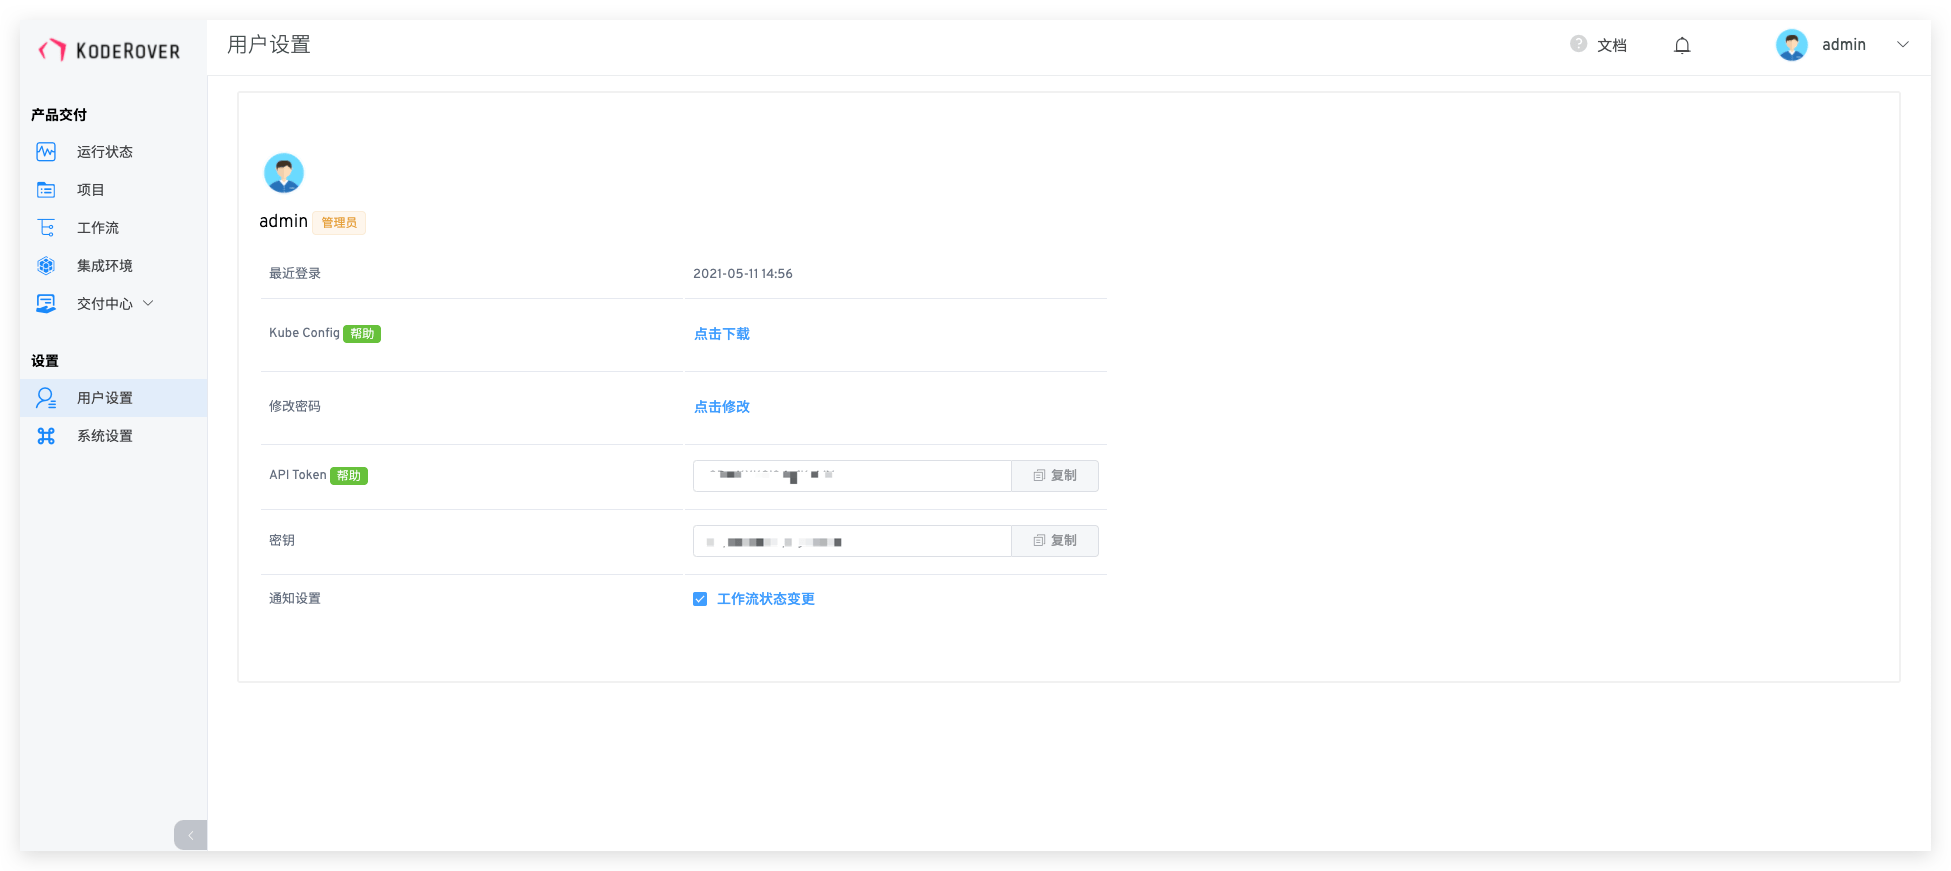 KODEROVER
用户设置
文档
admin
产品交付
运行状态
项目
工作流
集成环境
交付中心
设置
用户设置
系统设置
admin 管理员
最近登录 2021-05-11 14:56
Kube Config 帮助 点击下载
修改密码 点击修改
API Token 帮助 复制
密钥 复制
通知设置 工作流状态变更